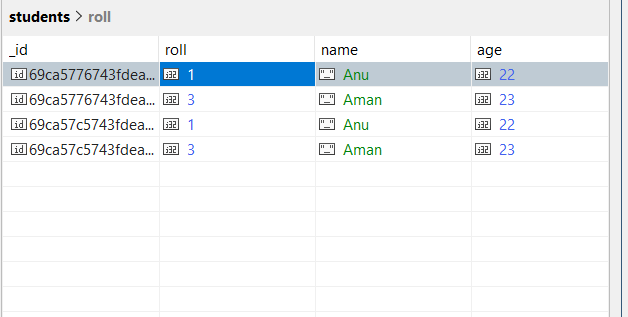 students > roll
_id roll name age
69ca5776743fdea... 1 Anu 22
69ca5776743fdea... 3 Aman 23
69ca57c5743fdea... 1 Anu 22
69ca57c5743fdea... 3 Aman 23